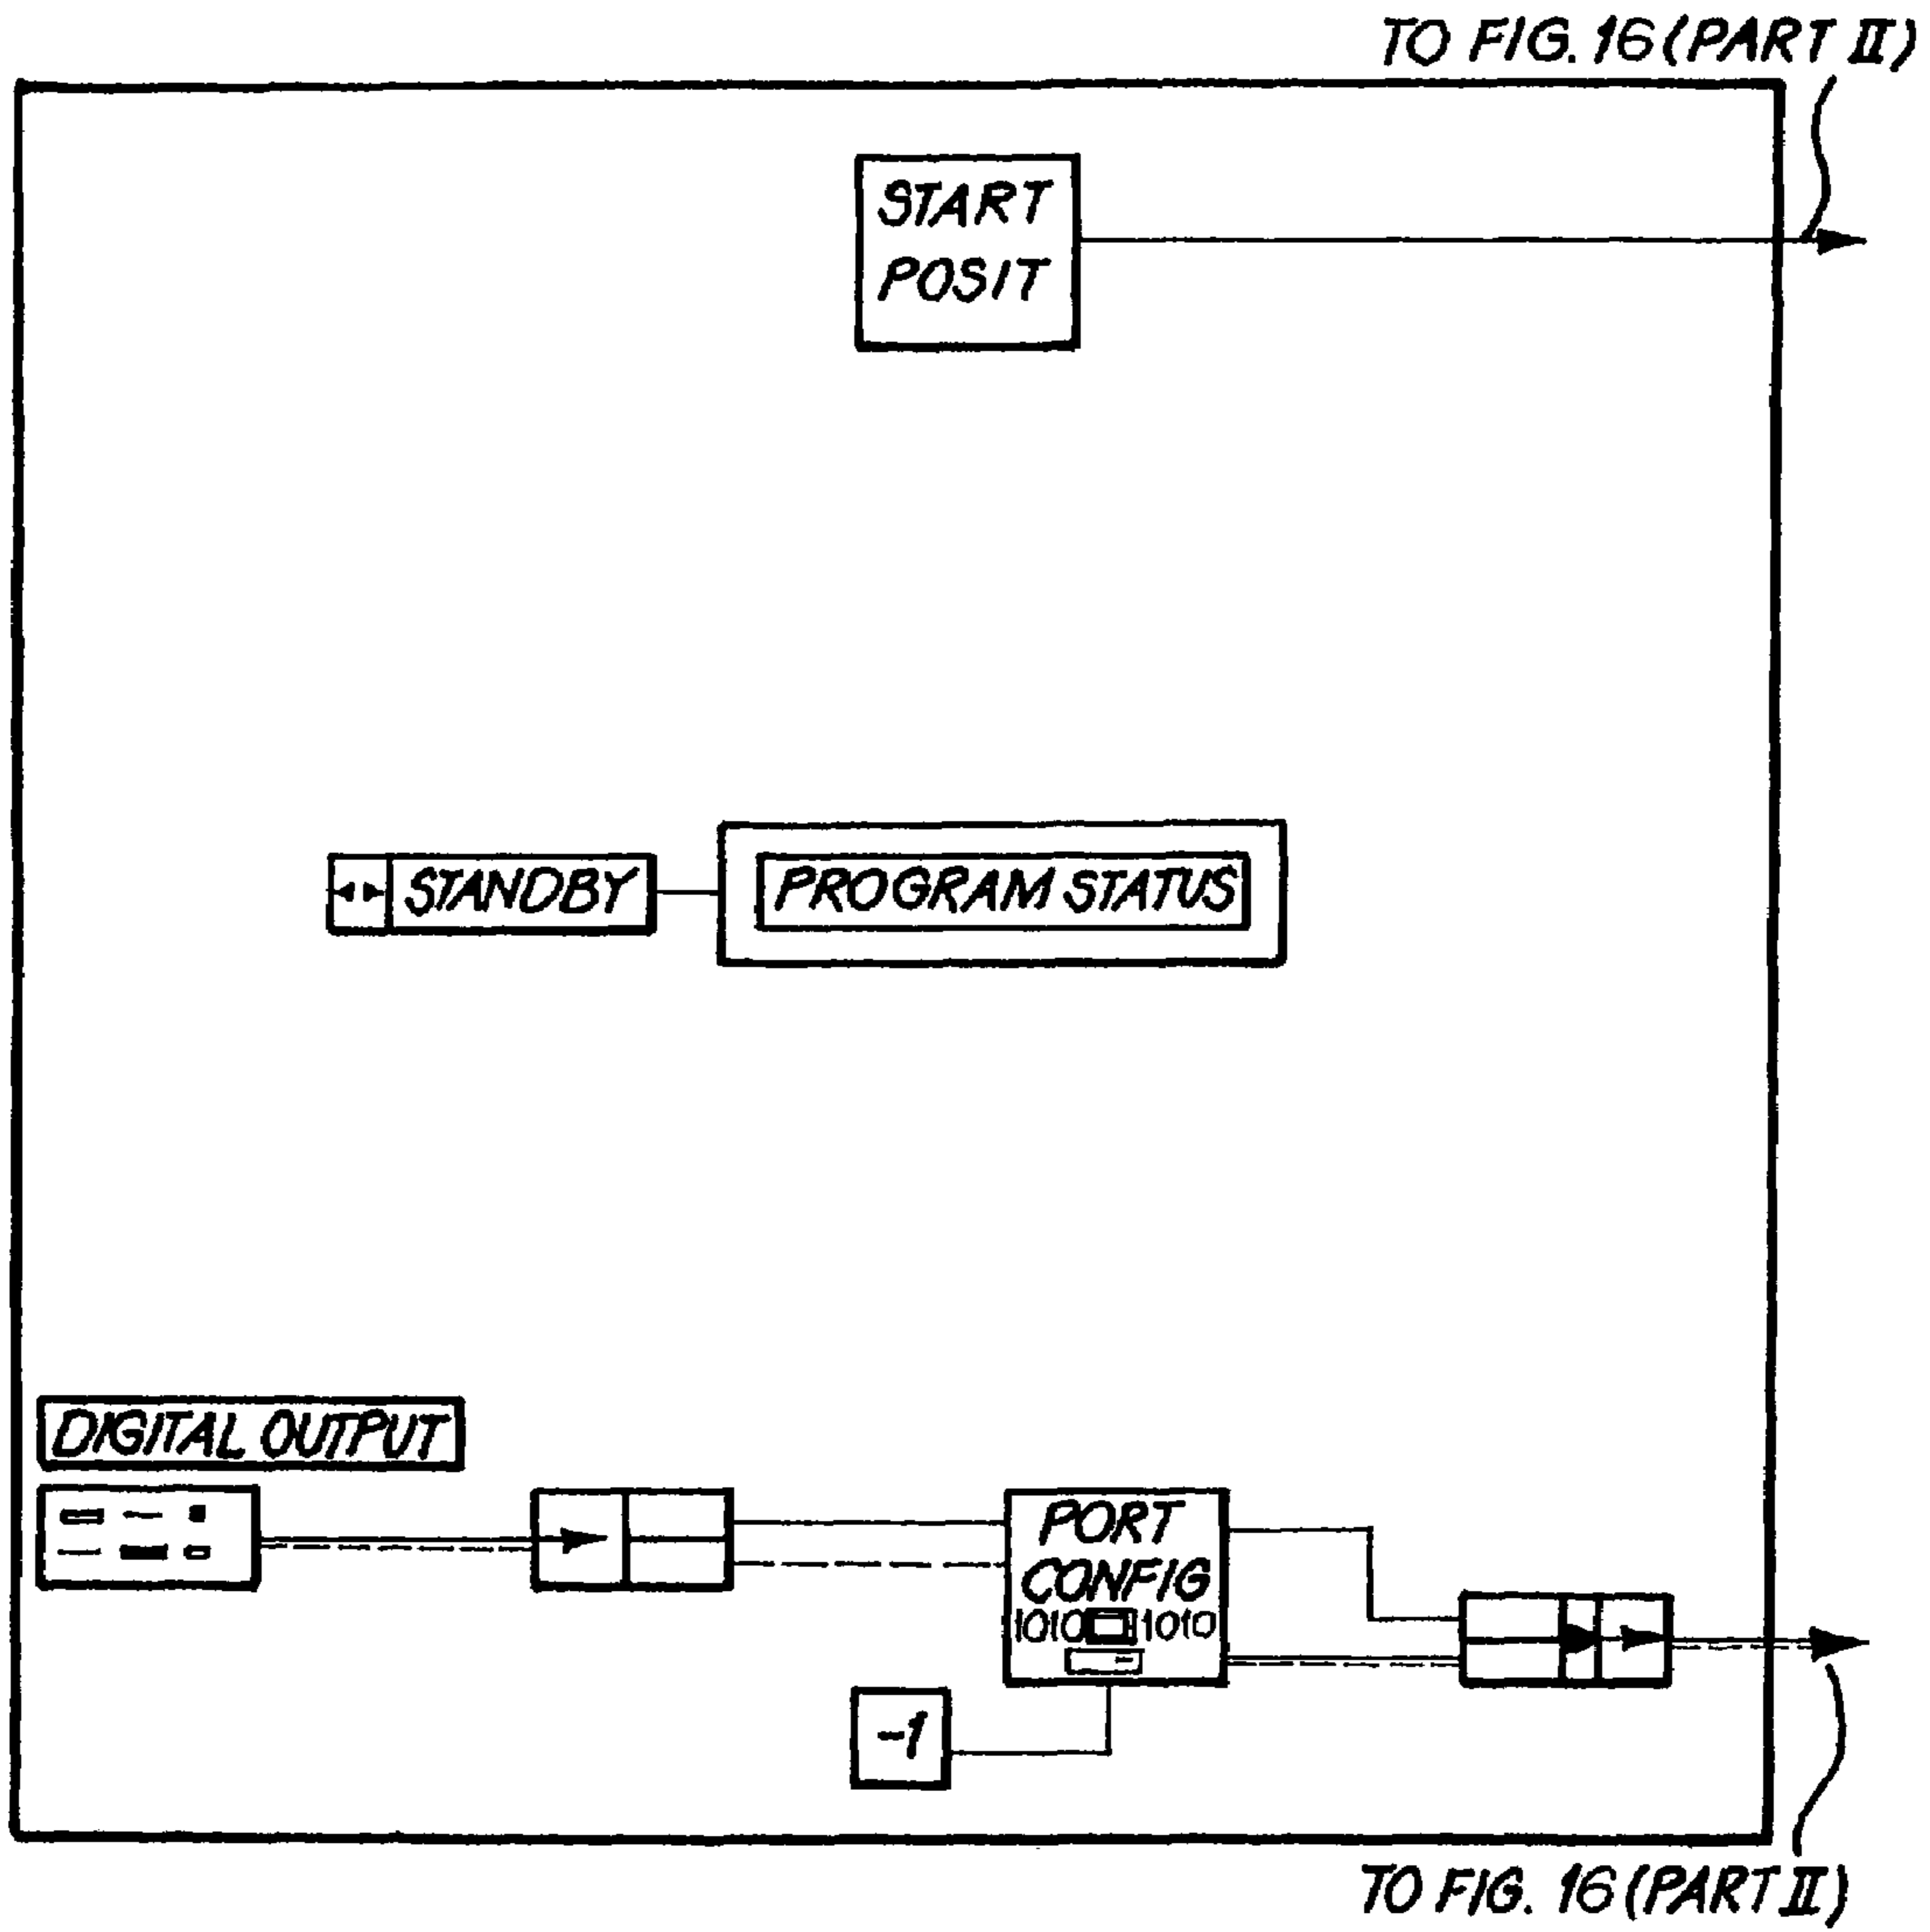 TO FIG. 16 (PART II)
START
POSIT
STANDBY
PROGRAM STATUS
DIGITAL OUTPUT
PORT
CONFIG
1010 1010
-1
TO FIG. 16 (PART II)